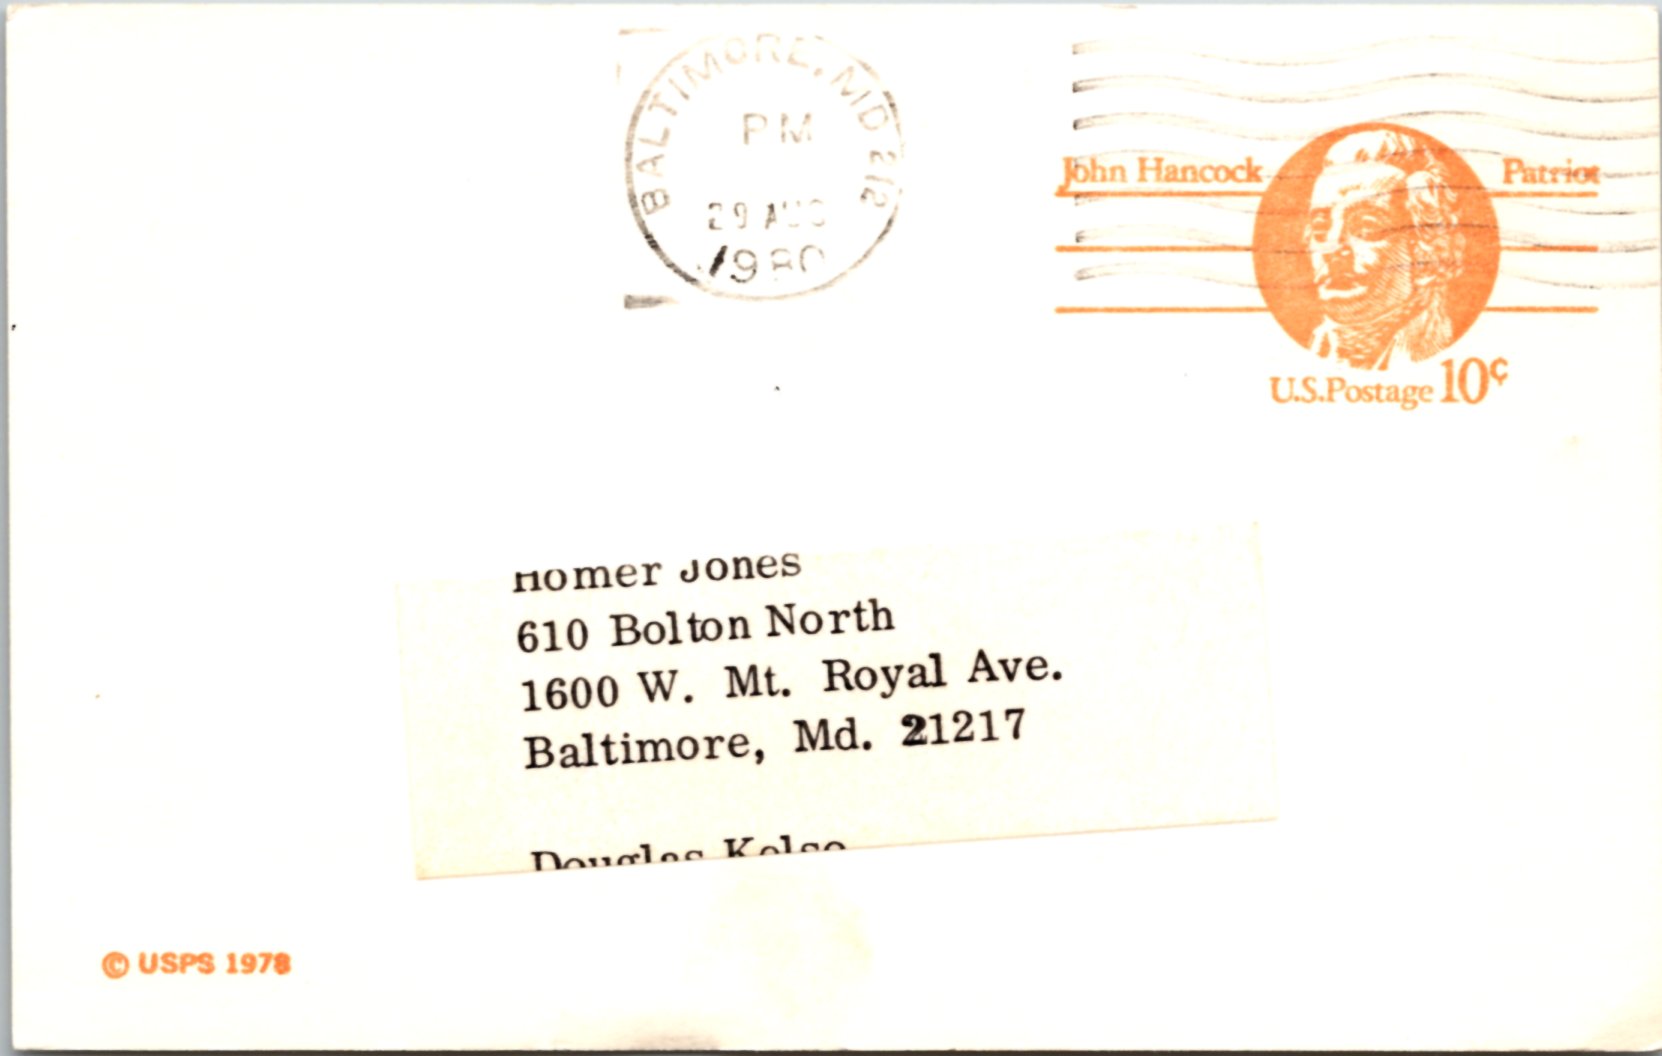 BALTIMORE, MD 212
PM
29 AUG
1980
John Hancock Patriot
U.S. Postage 10¢
Homer Jones
610 Bolton North
1600 W. Mt. Royal Ave.
Baltimore, Md. 21217
Douglas Kelso
© USPS 1978